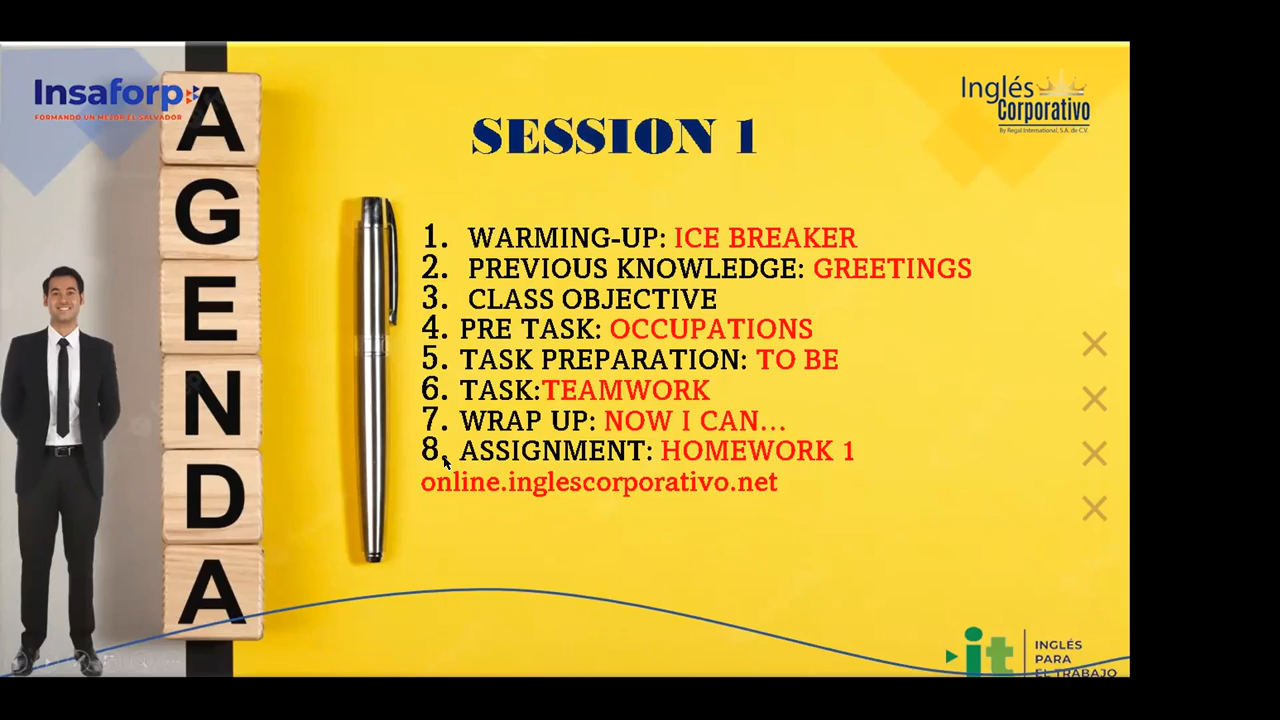 Insaforp
FORMANDO UN MEJOR EL SALVADOR
Inglés
Corporativo
By Regal International, S.A. de C.V.
AGENDA
SESSION 1
1. WARMING-UP: ICE BREAKER
2. PREVIOUS KNOWLEDGE: GREETINGS
3. CLASS OBJECTIVE
4. PRE TASK: OCCUPATIONS
5. TASK PREPARATION: TO BE
6. TASK:TEAMWORK
7. WRAP UP: NOW I CAN...
8. ASSIGNMENT: HOMEWORK 1
online.inglescorporativo.net
it
INGLÉS
PARA
EL TRABAJO